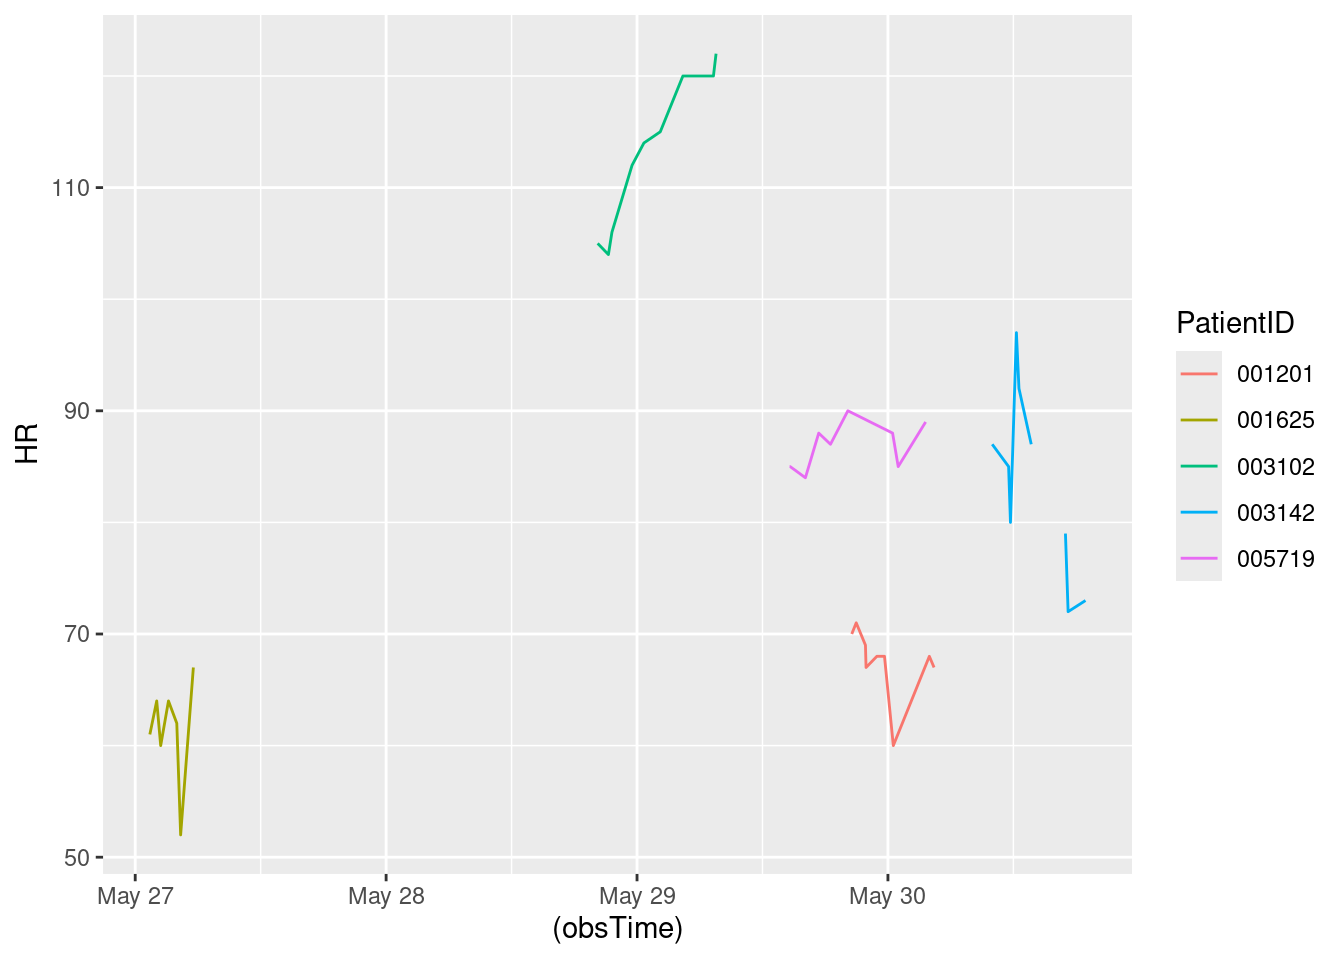 110
90
70
50
HR
May 27
May 28
May 29
May 30
(obsTime)
PatientID
001201
001625
003102
003142
005719